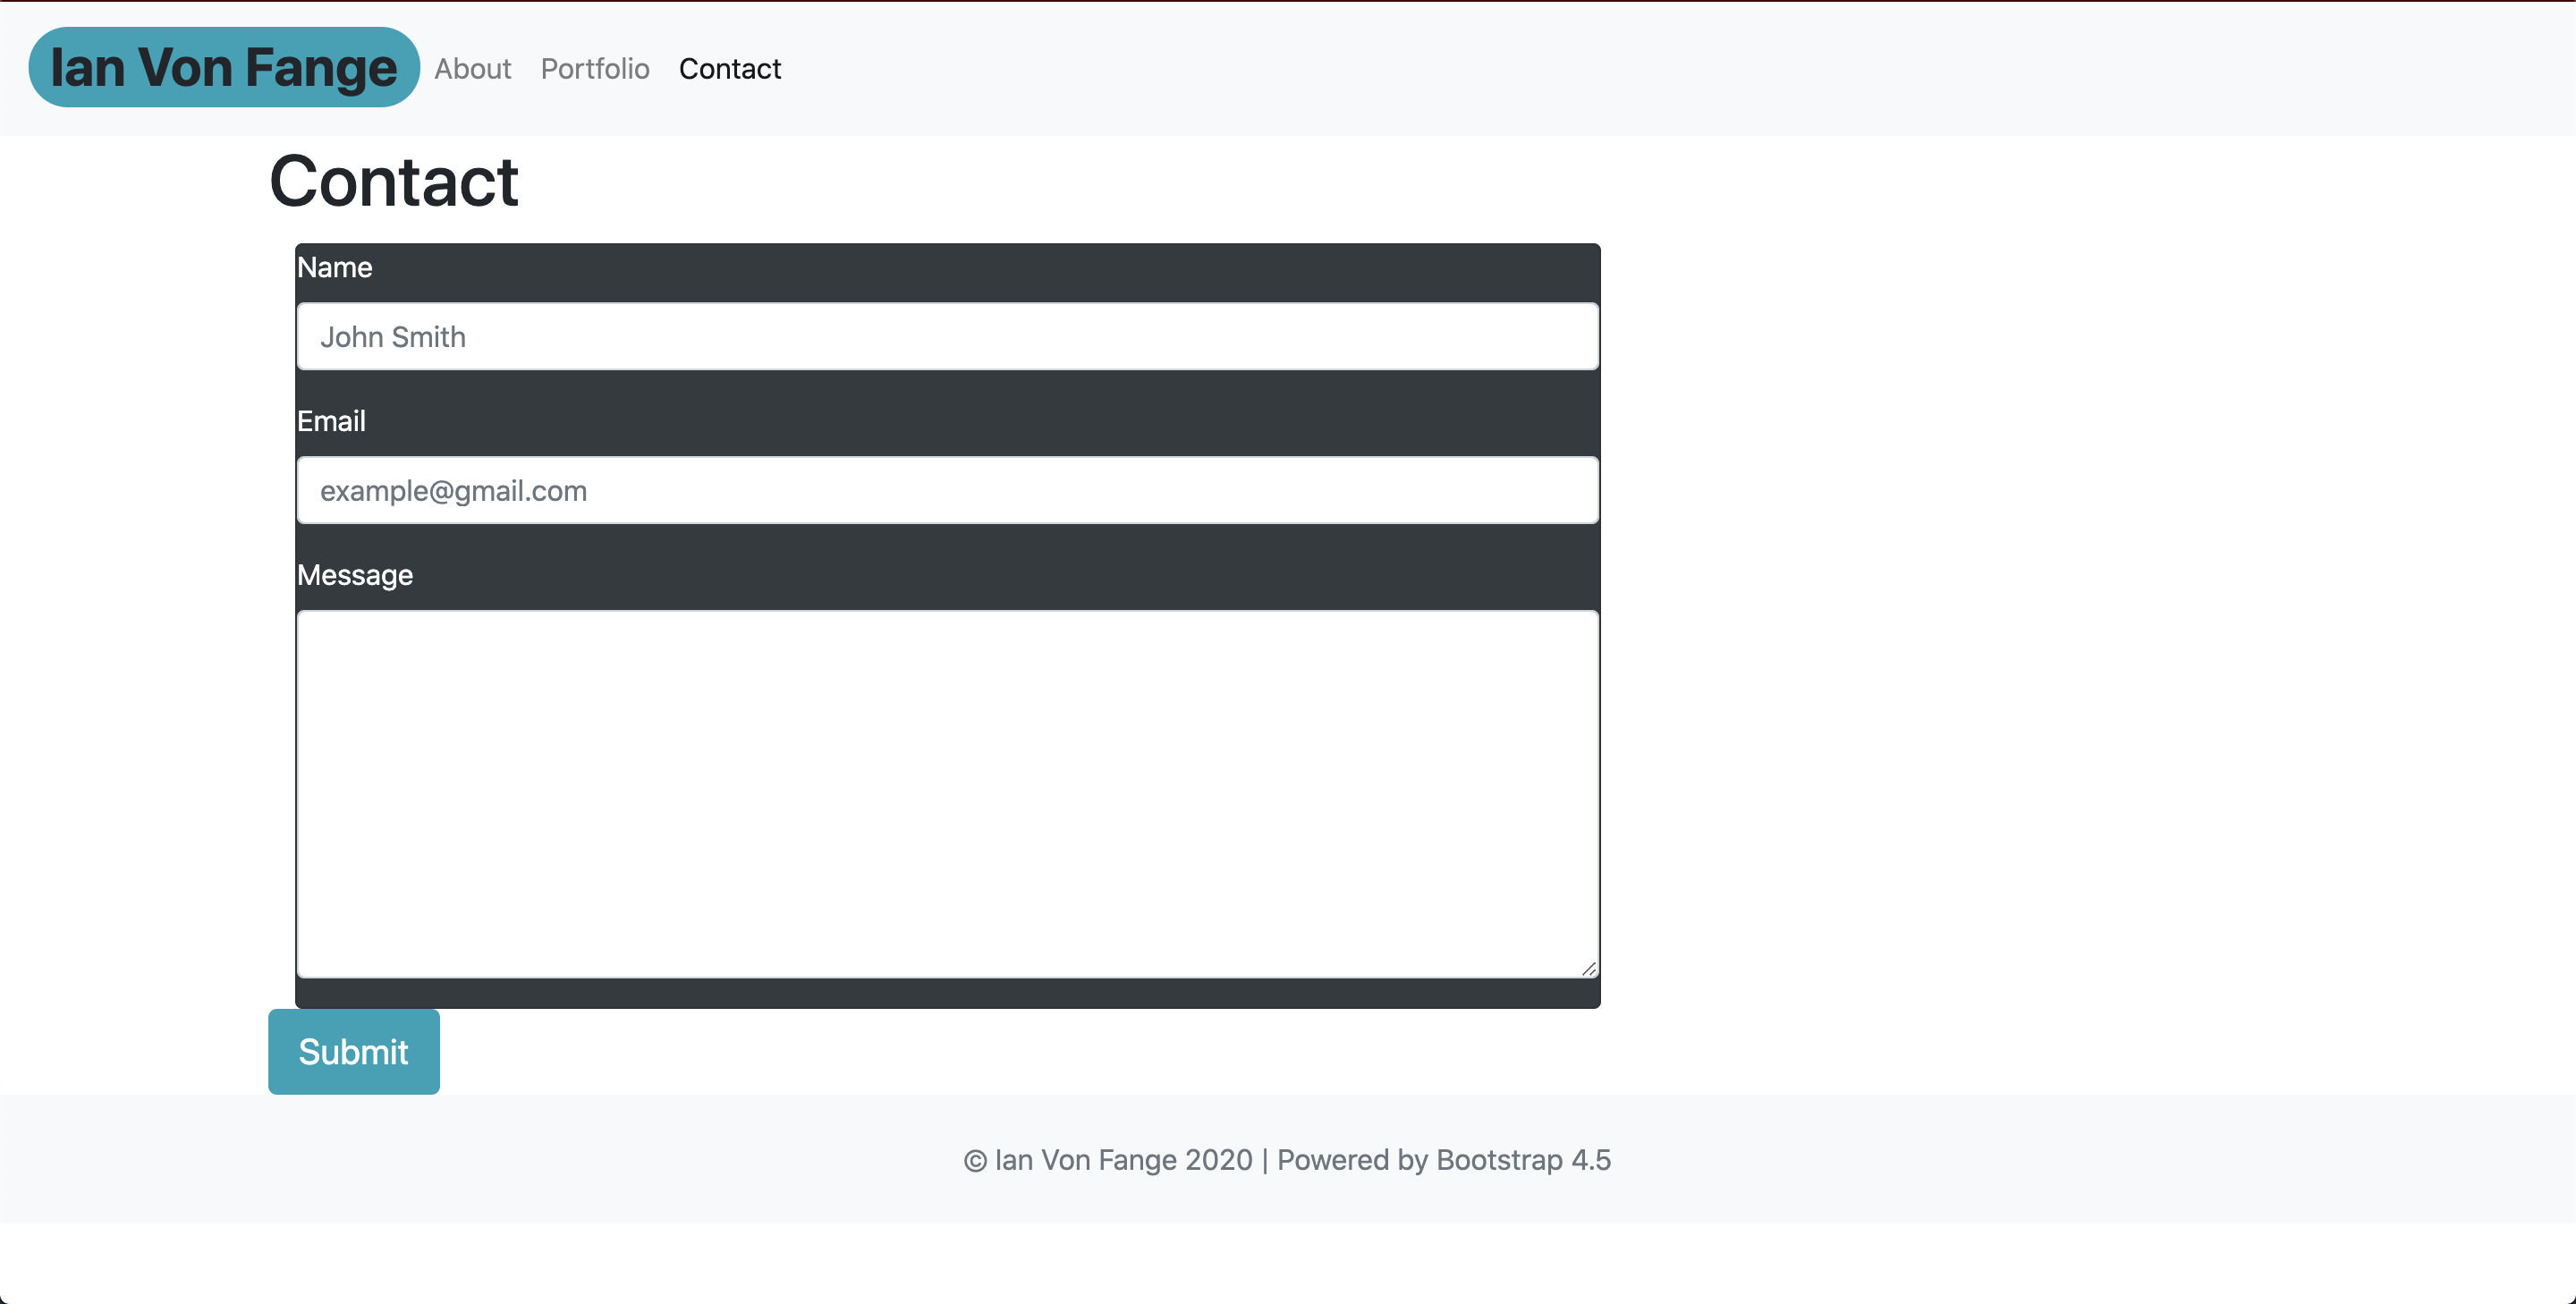 Ian Von Fange About Portfolio Contact
Contact
Name
John Smith
Email
example@gmail.com
Message
Submit
© Ian Von Fange 2020 | Powered by Bootstrap 4.5